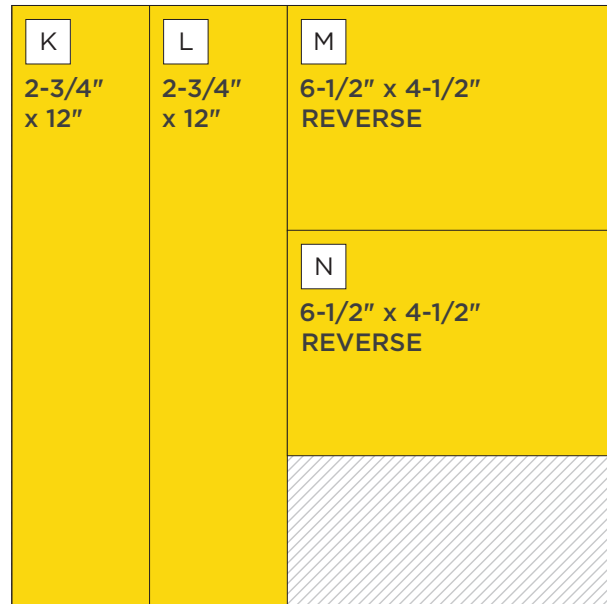 K
2-3/4"
x 12"
L
2-3/4"
x 12"
M
6-1/2" x 4-1/2"
REVERSE
N
6-1/2" x 4-1/2"
REVERSE